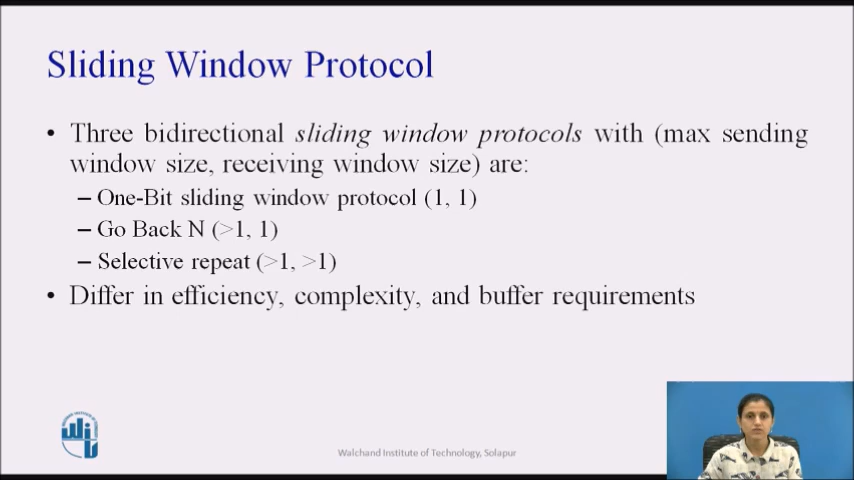 Sliding Window Protocol
• Three bidirectional sliding window protocols with (max sending
window size, receiving window size) are:
– One-Bit sliding window protocol (1, 1)
– Go Back N (>1, 1)
– Selective repeat (>1, >1)
• Differ in efficiency, complexity, and buffer requirements
Walchand Institute of Technology, Solapur